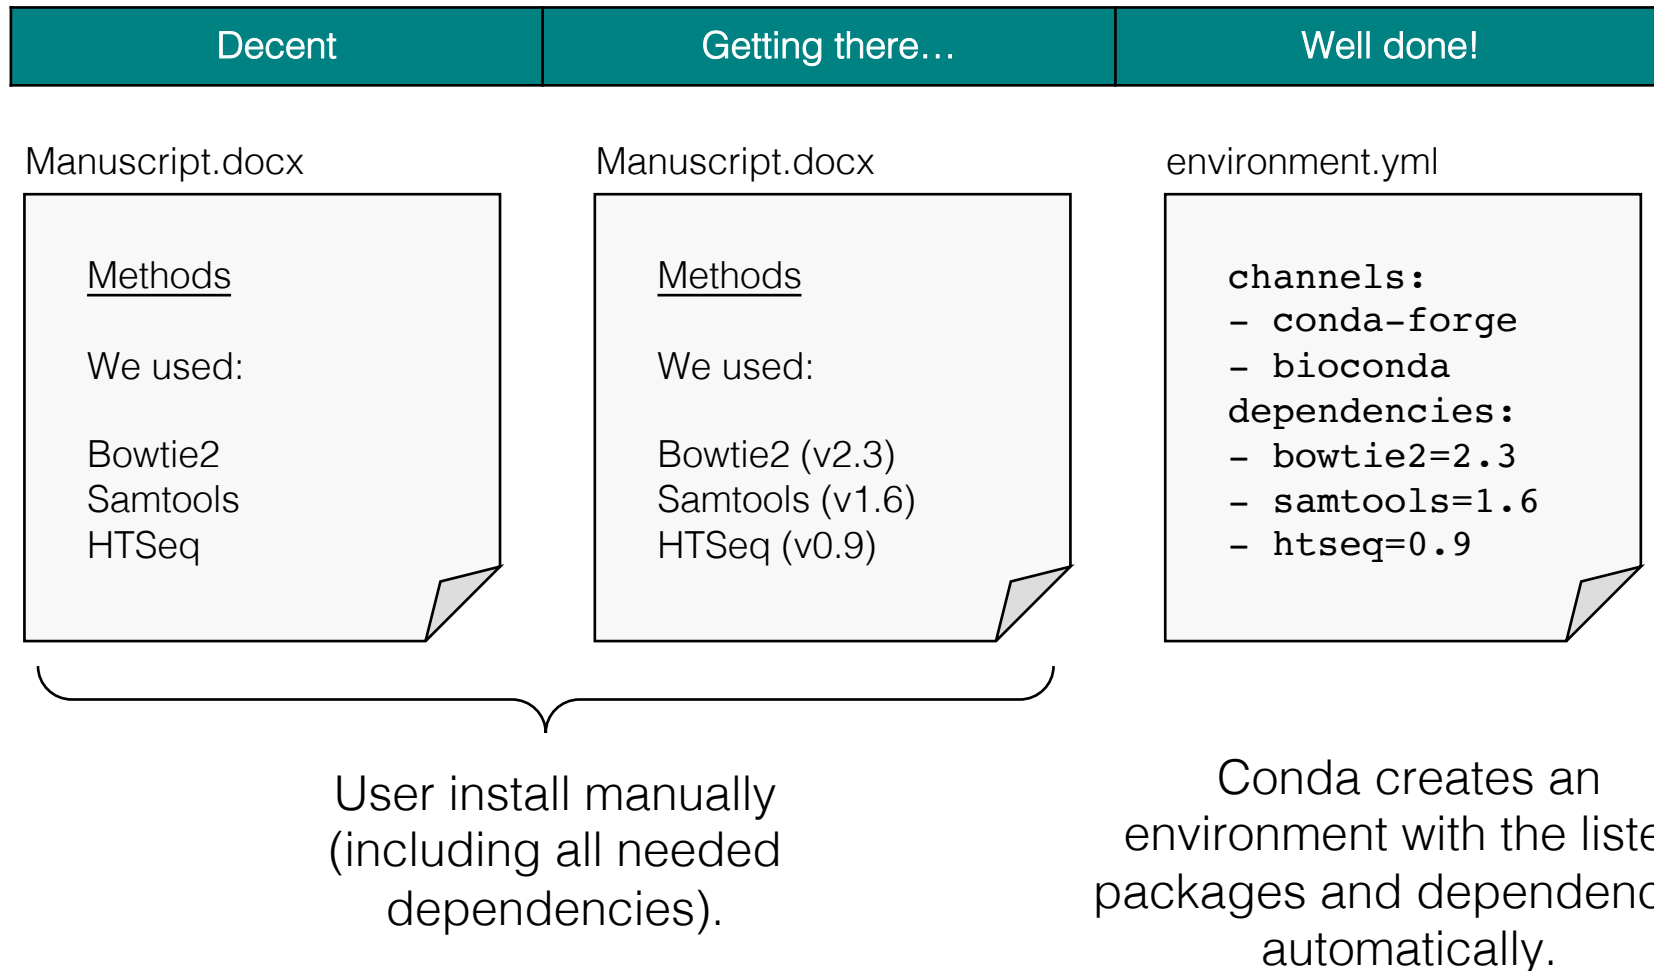 Decent
Getting there…
Well done!
Manuscript.docx
Methods
We used:
Bowtie2
Samtools
HTSeq
Manuscript.docx
Methods
We used:
Bowtie2 (v2.3)
Samtools (v1.6)
HTSeq (v0.9)
environment.yml
channels:
- conda-forge
- bioconda
dependencies:
- bowtie2=2.3
- samtools=1.6
- htseq=0.9
User install manually
(including all needed
dependencies).
Conda creates an
environment with the
packages and
automatically.